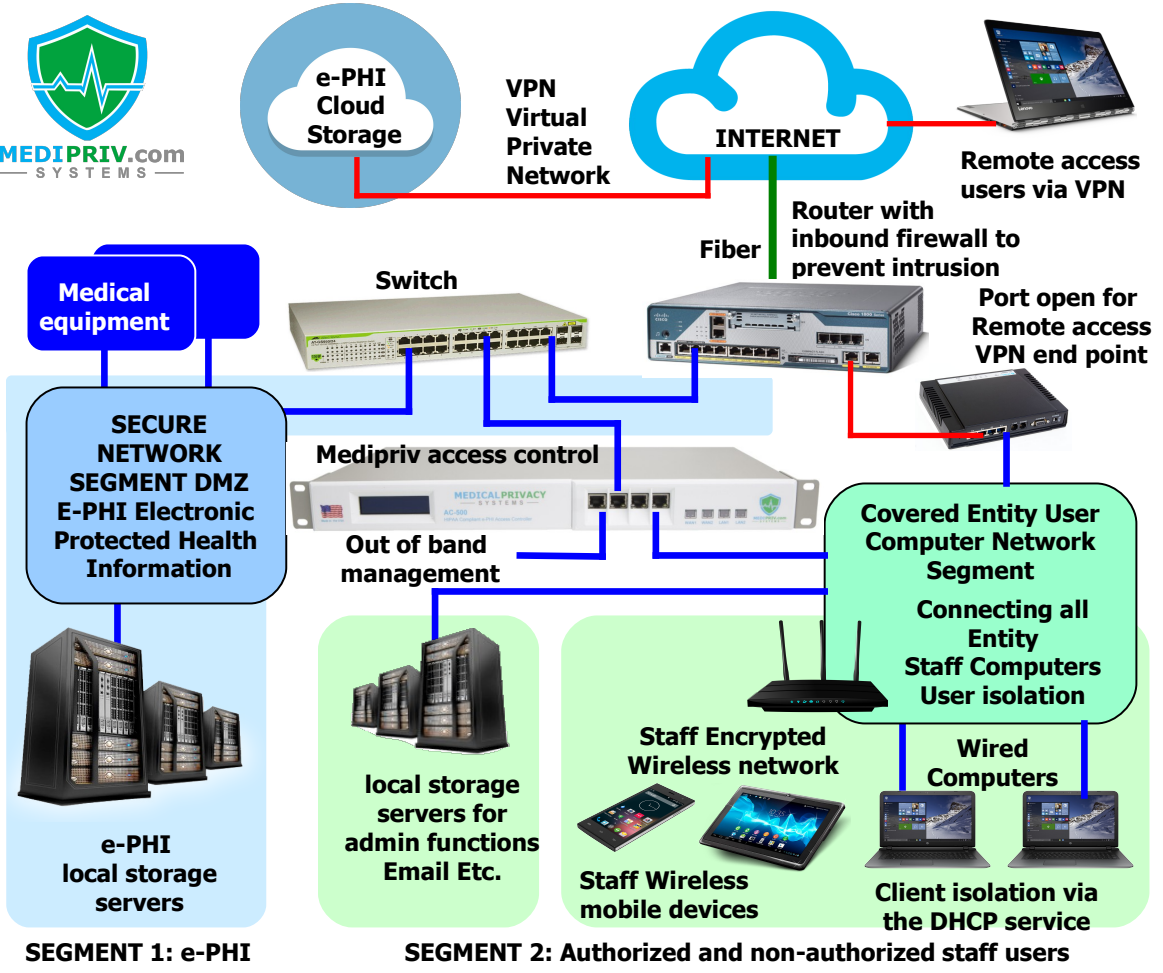 MEDIPRIV.com
SYSTEMS
e-PHI
Cloud
Storage
VPN
Virtual
Private
Network
INTERNET
Remote access
users via VPN
Fiber
Router with
inbound firewall to
prevent intrusion
Medical
equipment
Switch
Port open for
Remote access
VPN end point
SECURE
NETWORK
SEGMENT DMZ
E-PHI Electronic
Protected Health
Information
Medipriv access control
MEDICALPRIVACY
SYSTEMS
Out of band
management
Covered Entity User
Computer Network
Segment
Connecting all
Entity
Staff Computers
User isolation
Staff Encrypted
Wireless network
Wired
Computers
local storage
servers for
admin functions
Email Etc.
e-PHI
local storage
servers
Staff Wireless
mobile devices
Client isolation via
the DHCP service
SEGMENT 1: e-PHI
SEGMENT 2: Authorized and non-authorized staff users